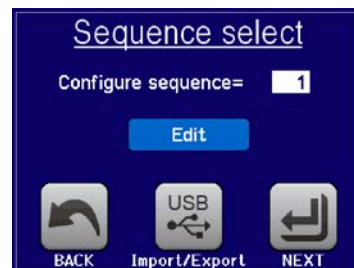 Sequence select
Configure sequence= 1
Edit
USB
BACK Import/Export NEXT